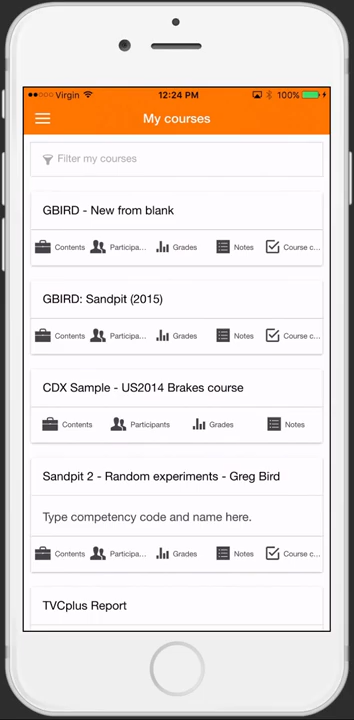 Virgin 12:24 PM 100%
My courses
Filter my courses
GBIRD - New from blank
Contents Participa... Grades Notes Course c...
GBIRD: Sandpit (2015)
Contents Participa... Grades Notes Course c...
CDX Sample - US2014 Brakes course
Contents Participants Grades Notes
Sandpit 2 - Random experiments - Greg Bird
Type competency code and name here.
Contents Participa... Grades Notes Course c...
TVCplus Report